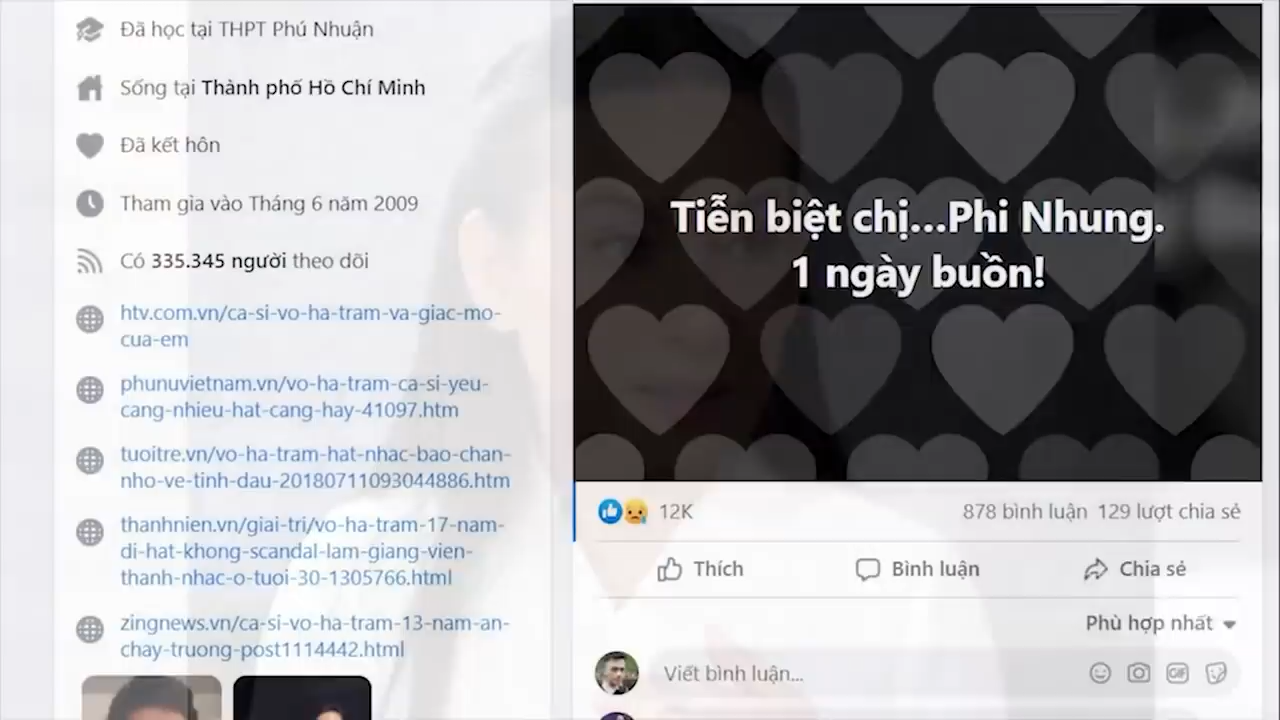 Đã học tại THPT Phú Nhuận
Sống tại Thành phố Hồ Chí Minh
Đã kết hôn
Tham gia vào Tháng 6 năm 2009
Có 335.345 người theo dõi
htv.com.vn/ca-si-vo-ha-tram-va-giac-mo-
cua-em
phunuvietnam.vn/vo-ha-tram-ca-si-yeu-
cang-nhieu-hat-cang-hay-41097.htm
tuoitre.vn/vo-ha-tram-hat-nhac-bao-chan-
nho-ve-tinh-dau-20180711093044886.htm
thanhnien.vn/giai-tri/vo-ha-tram-17-nam-
di-hat-khong-scandal-lam-giang-vien-
thanh-nhac-o-tuoi-30-1305766.html
zingnews.vn/ca-si-vo-ha-tram-13-nam-an-
chay-truong-post1114442.html
Tiễn biệt chị...Phi Nhung.
1 ngày buồn!
12K
878 bình luận 129 lượt chia sẻ
Thích
Bình luận
Chia sẻ
Phù hợp nhất
Viết bình luận...
GIF